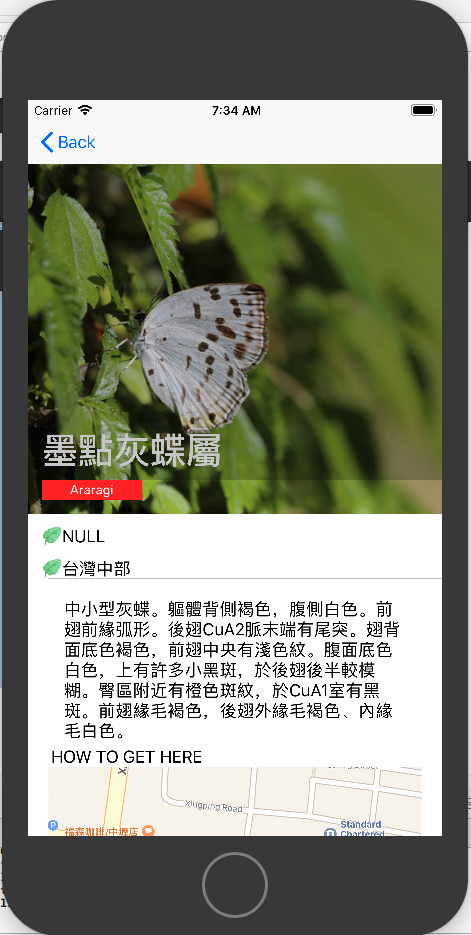 Carrier 7:34 AM
Back
墨點灰蝶屬
Araragi
NULL
台灣中部
中小型灰蝶。軀體背側褐色，腹側白色。前
翅前緣弧形。後翅CuA2脈末端有尾突。翅背
面底色褐色，前翅中央有淺色紋。腹面底色
白色，上有許多小黑斑，於後翅後半較模
糊。臀區附近有橙色斑紋，於CuA1室有黑
斑。前翅緣毛褐色，後翅外緣毛褐色、內緣
毛白色。
HOW TO GET HERE
Xingping Road
P
福森咖啡/中壢店
Standard
Chartered